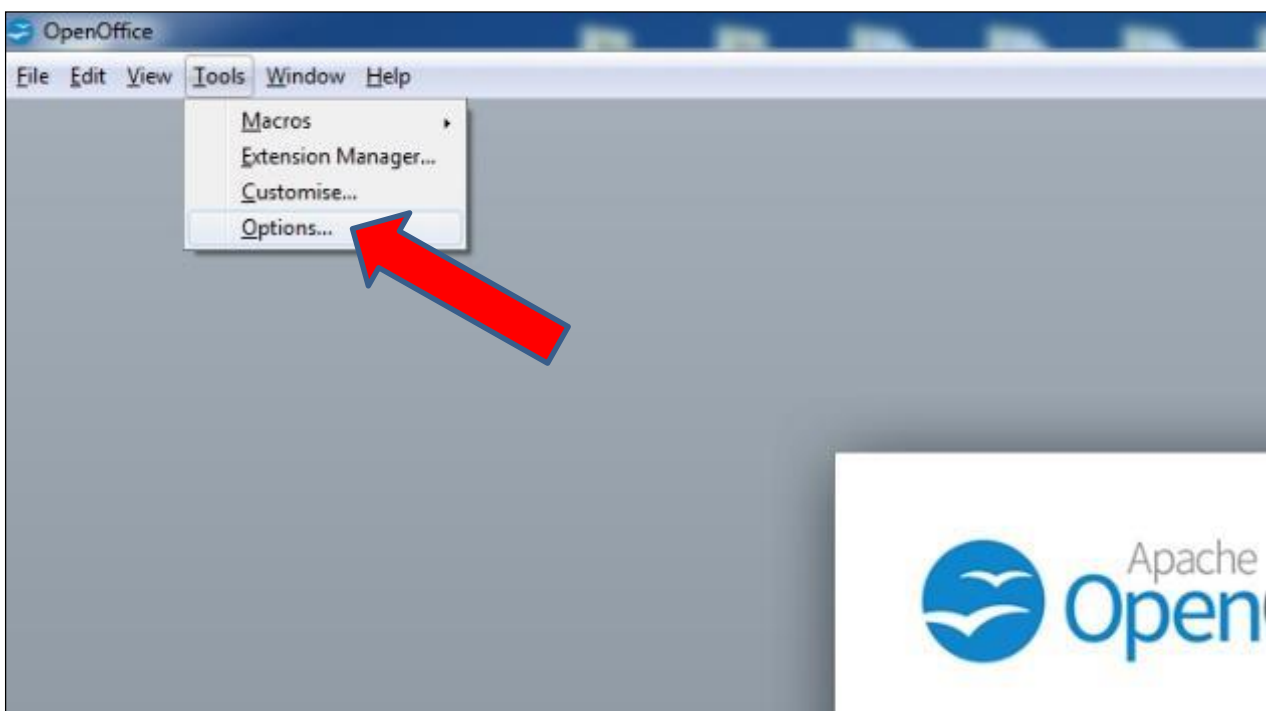 OpenOffice
File Edit View Tools Window Help
Macros
Extension Manager...
Customise...
Options...
Apache
Open